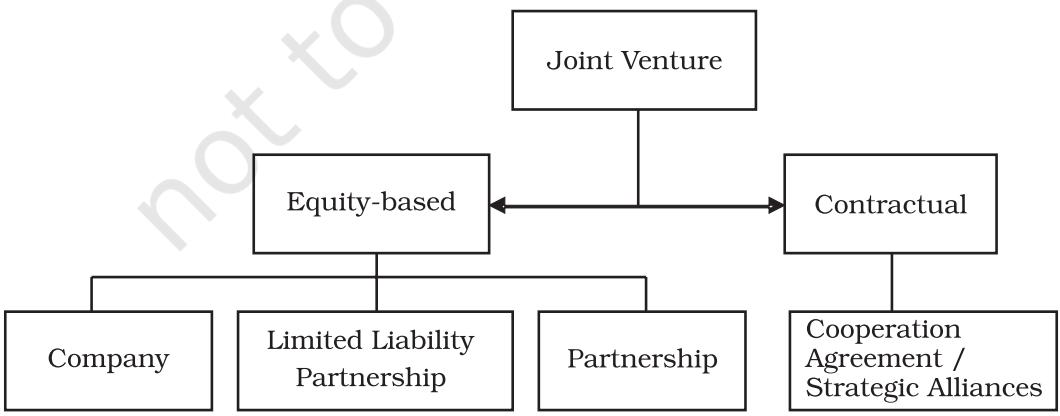 not to
Joint Venture
Equity-based
Contractual
Company
Limited Liability
Partnership
Partnership
Cooperation
Agreement /
Strategic Alliances